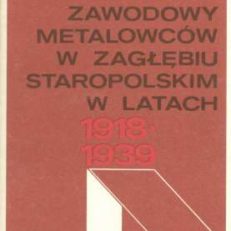 ZAWODOWY
METALOWCÓW
W ZAGŁĘBIU
STAROPOLSKIM
W LATACH
1918-
1939